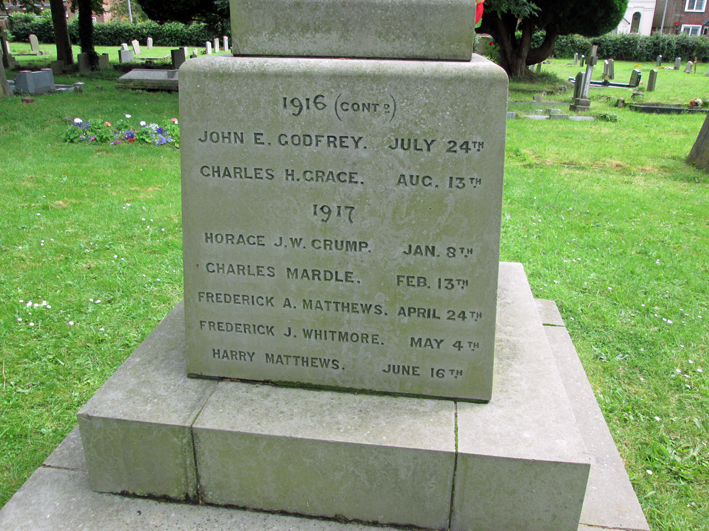 1916 (CONTD)
JOHN E. GODFREY. JULY 24TH
CHARLES H. GRACE. AUG. 13TH
1917
HORACE J.W. CRUMP. JAN. 8TH
CHARLES MARDLE. FEB. 13TH
FREDERICK A. MATTHEWS. APRIL 24TH
FREDERICK J. WHITMORE. MAY 4TH
HARRY MATTHEWS. JUNE 16TH